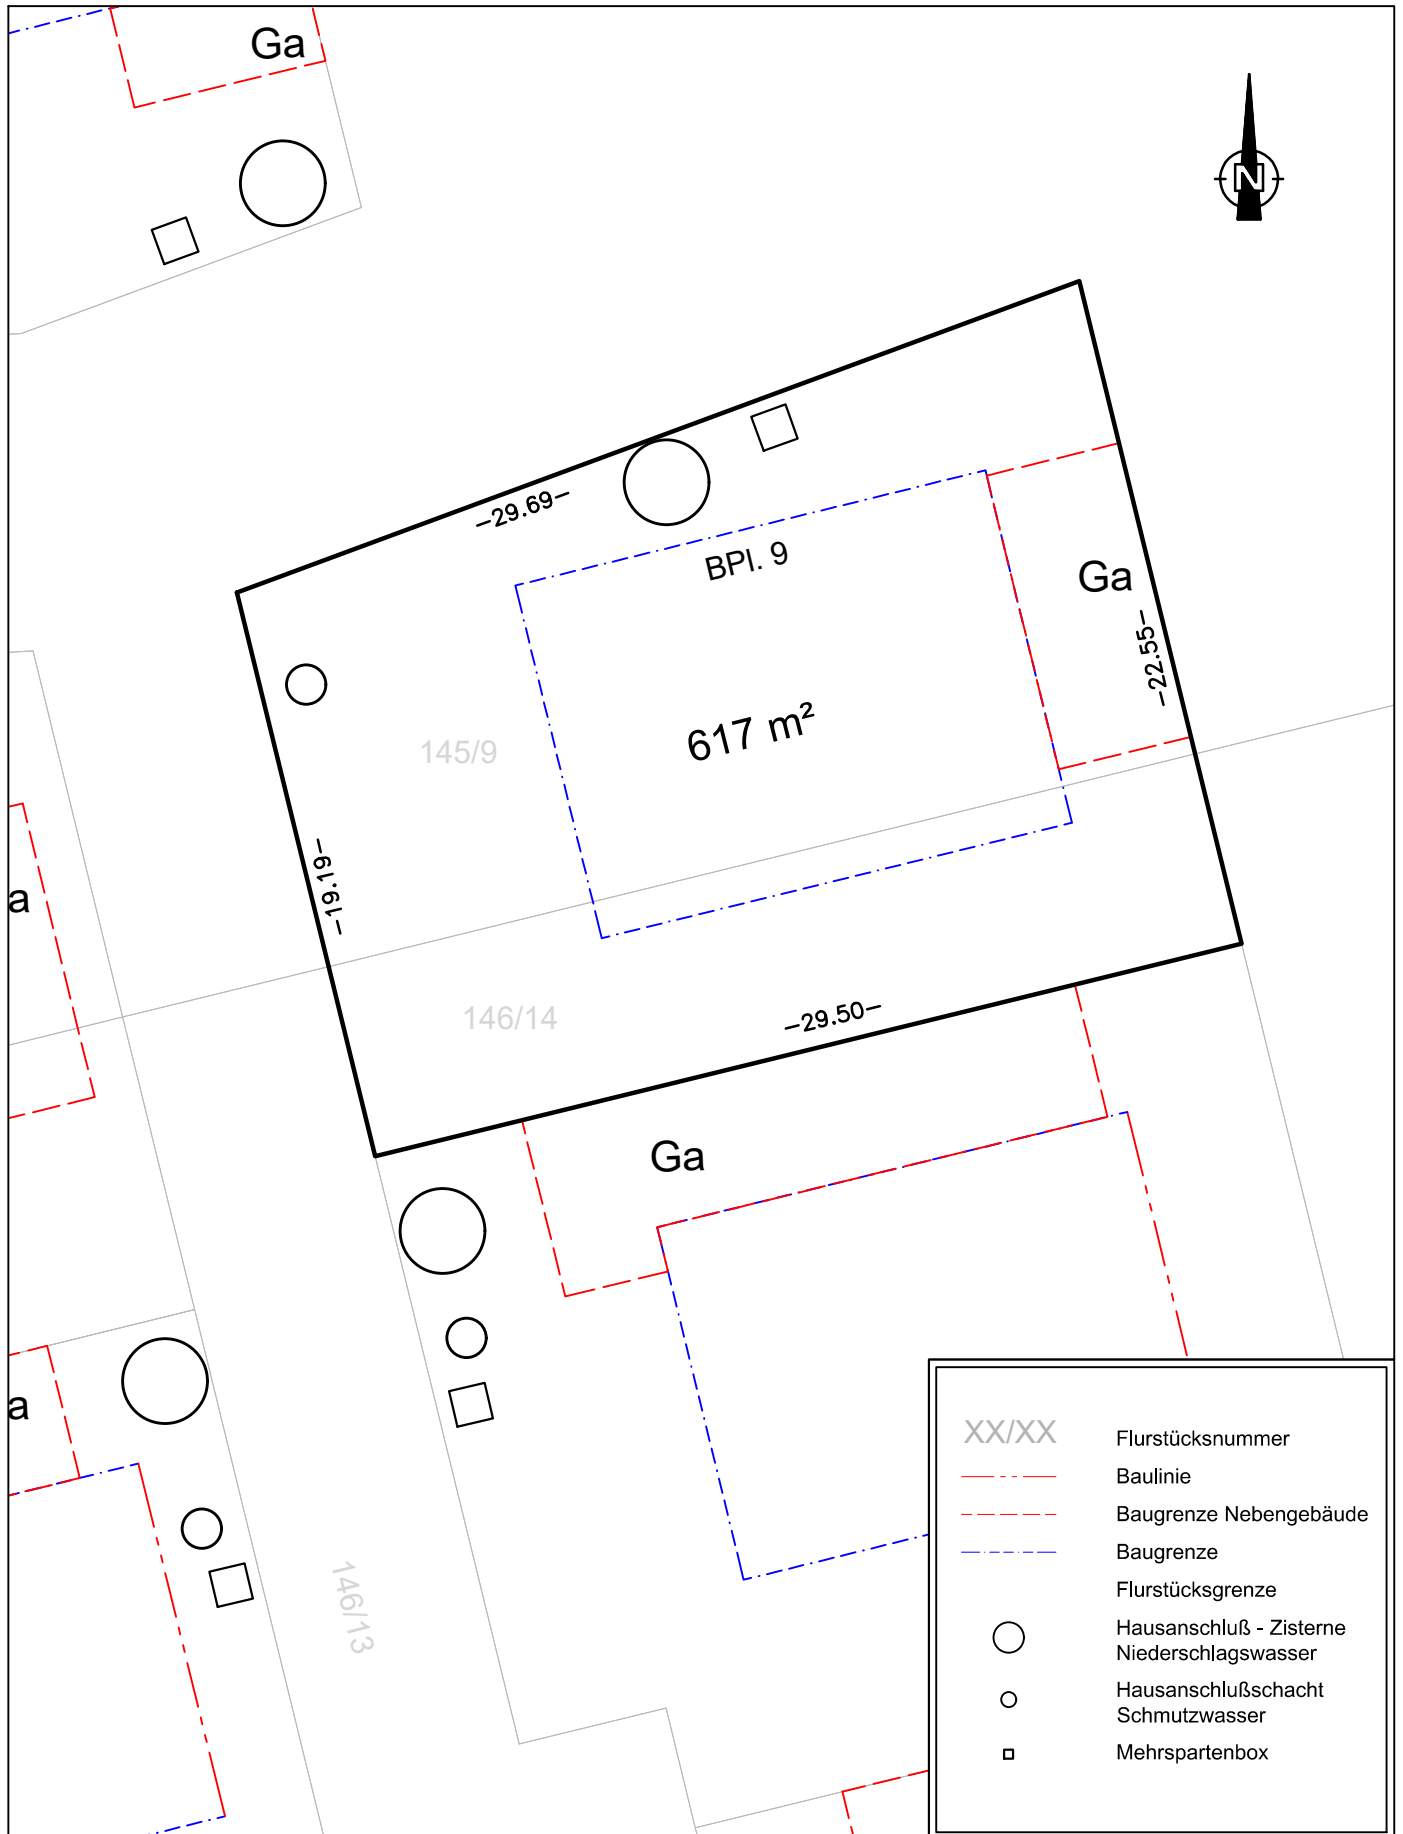 Ga
N
-29.69-
BPl. 9
Ga
-22.55-
617 m²
145/9
-19.19-
a
146/14
-29.50-
Ga
a
146/13
XX/XX Flurstücksnummer
Baulinie
Baugrenze Nebengebäude
Baugrenze
Flurstücksgrenze
Hausanschluß - Zisterne
Niederschlagswasser
Hausanschlußschacht
Schmutzwasser
Mehrspartenbox